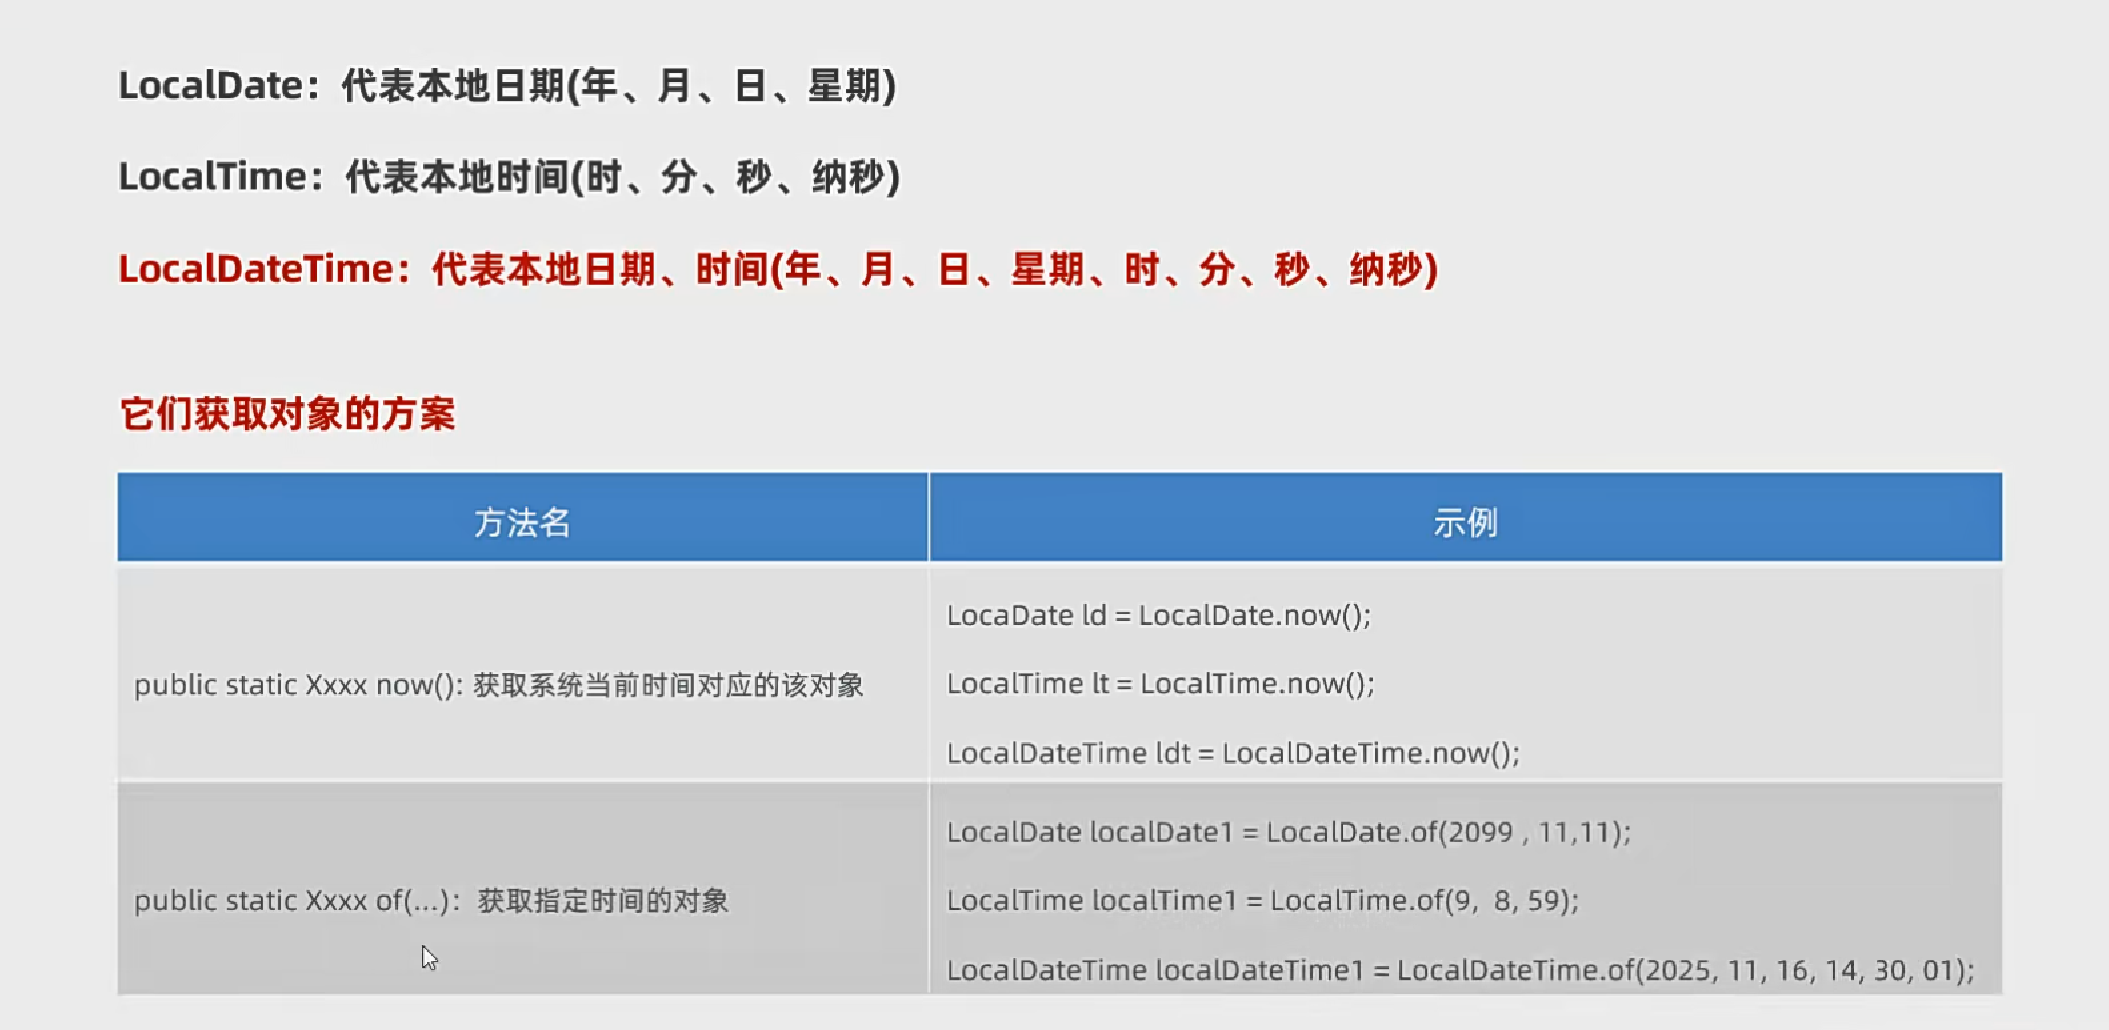 LocalDate：代表本地日期(年、月、日、星期)
LocalTime：代表本地时间(时、分、秒、纳秒)
LocalDateTime：代表本地日期、时间(年、月、日、星期、时、分、秒、纳秒)
它们获取对象的方案
方法名
示例
public static Xxxx now(): 获取系统当前时间对应的该对象
LocaDate ld = LocalDate.now();
LocalTime lt = LocalTime.now();
LocalDateTime ldt = LocalDateTime.now();
public static Xxxx of(...)：获取指定时间的对象
LocalDate localDate1 = LocalDate.of(2099 , 11,11);
LocalTime localTime1 = LocalTime.of(9,  8, 59);
LocalDateTime localDateTime1 = LocalDateTime.of(2025, 11, 16, 14, 30, 01);